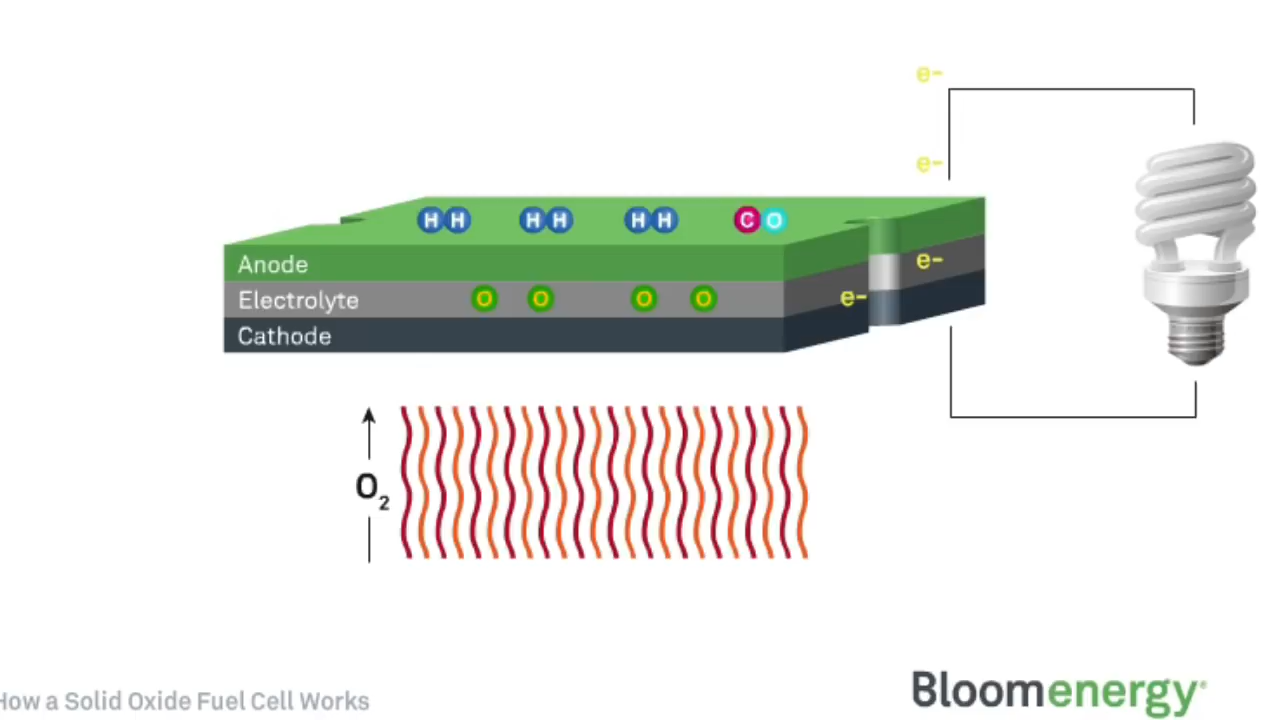 e-
e-
H H H H H H C O
Anode
e-
Electrolyte
O O O O
e-
Cathode
O2
How a Solid Oxide Fuel Cell Works
Bloomenergy®